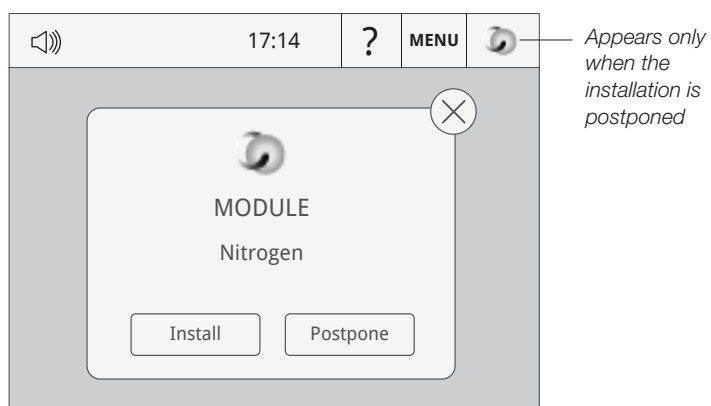 17:14 ? MENU
Appears only
when the
installation is
postponed
MODULE
Nitrogen
Install Postpone